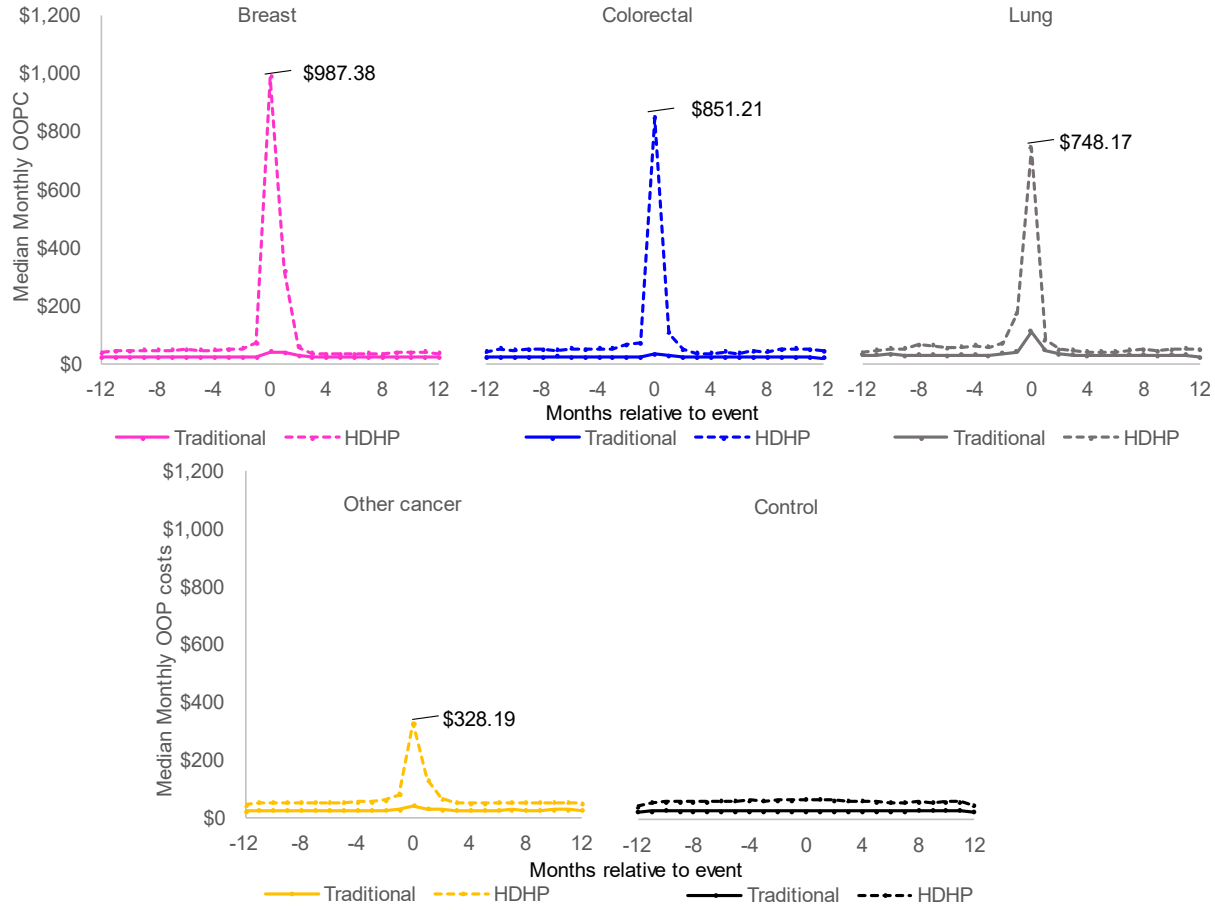 Breast Colorectal Lung
Median Monthly OOPC
$1,200
$1,000
$800
$600
$400
$200
$0
$987.38
$851.21
$748.17
-12 -8 -4 0 4 8 12
-12 -8 -4 0 4 8 12
-12 -8 -4 0 4 8 12
Months relative to event
Traditional HDHP
Traditional HDHP
Traditional HDHP
Other cancer Control
Median Monthly OOP costs
$1,200
$1,000
$800
$600
$400
$200
$0
$328.19
-12 -8 -4 0 4 8 12
-12 -8 -4 0 4 8 12
Months relative to event
Traditional HDHP
Traditional HDHP